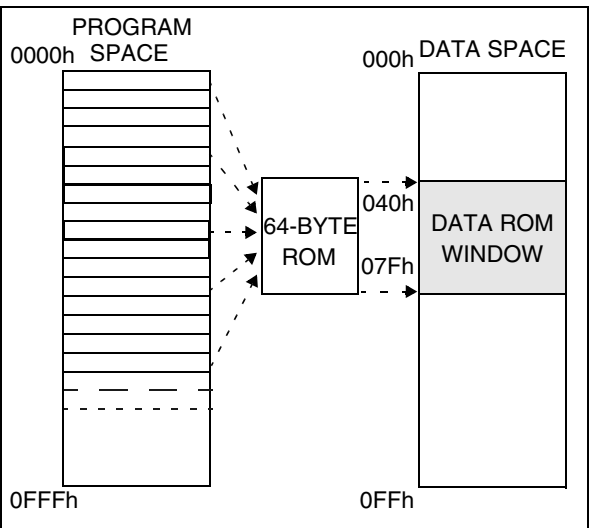 PROGRAM
SPACE
0000h
000h
DATA SPACE
64-BYTE
ROM
040h
07Fh
DATA ROM
WINDOW
0FFFh
0FFh